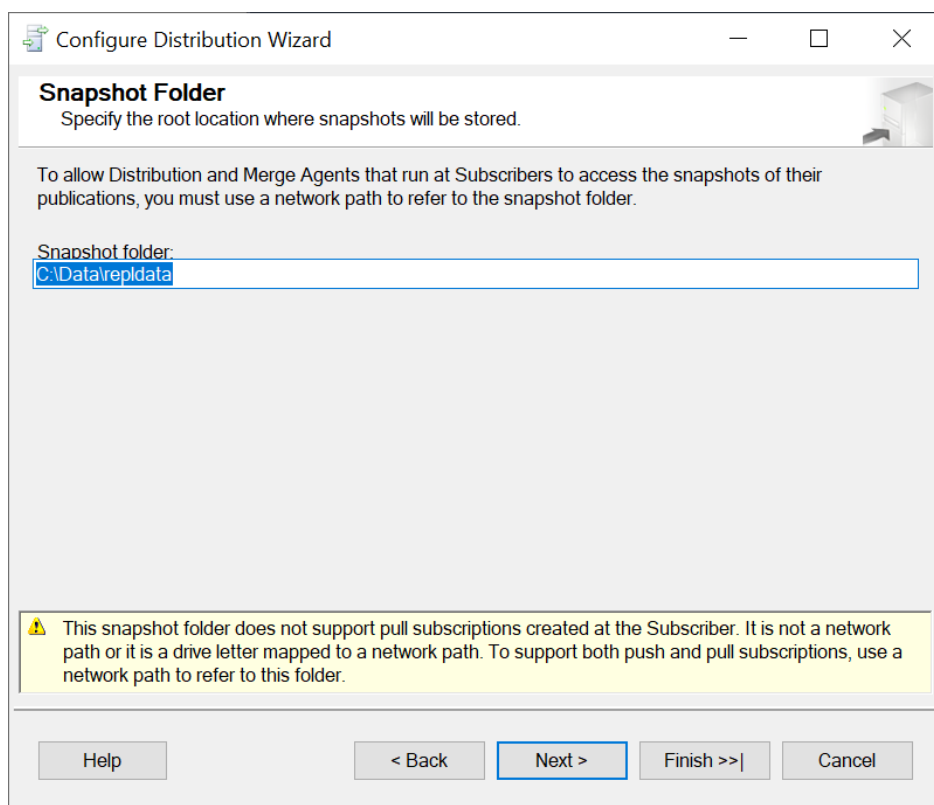 Configure Distribution Wizard
Snapshot Folder
Specify the root location where snapshots will be stored.
To allow Distribution and Merge Agents that run at Subscribers to access the snapshots of their
publications, you must use a network path to refer to the snapshot folder.
Snapshot folder:
C:\Data\repldata
This snapshot folder does not support pull subscriptions created at the Subscriber. It is not a network
path or it is a drive letter mapped to a network path. To support both push and pull subscriptions, use a
network path to refer to this folder.
Help < Back Next > Finish >>| Cancel